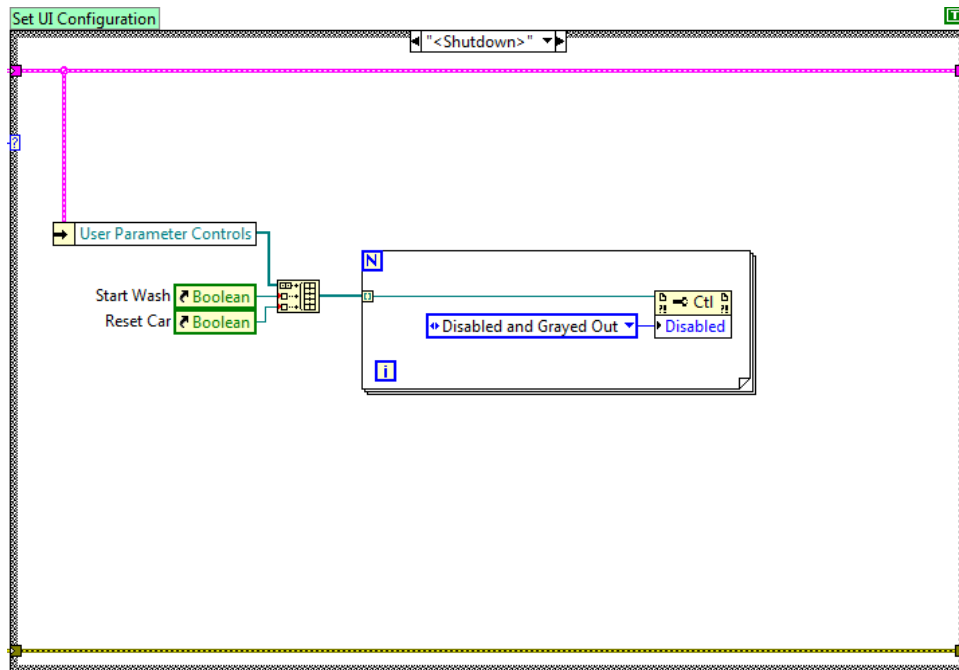 Set UI Configuration
T
"<Shutdown>"
?
User Parameter Controls
Start Wash Boolean
Reset Car Boolean
N
Ctl
Disabled and Grayed Out
Disabled
i